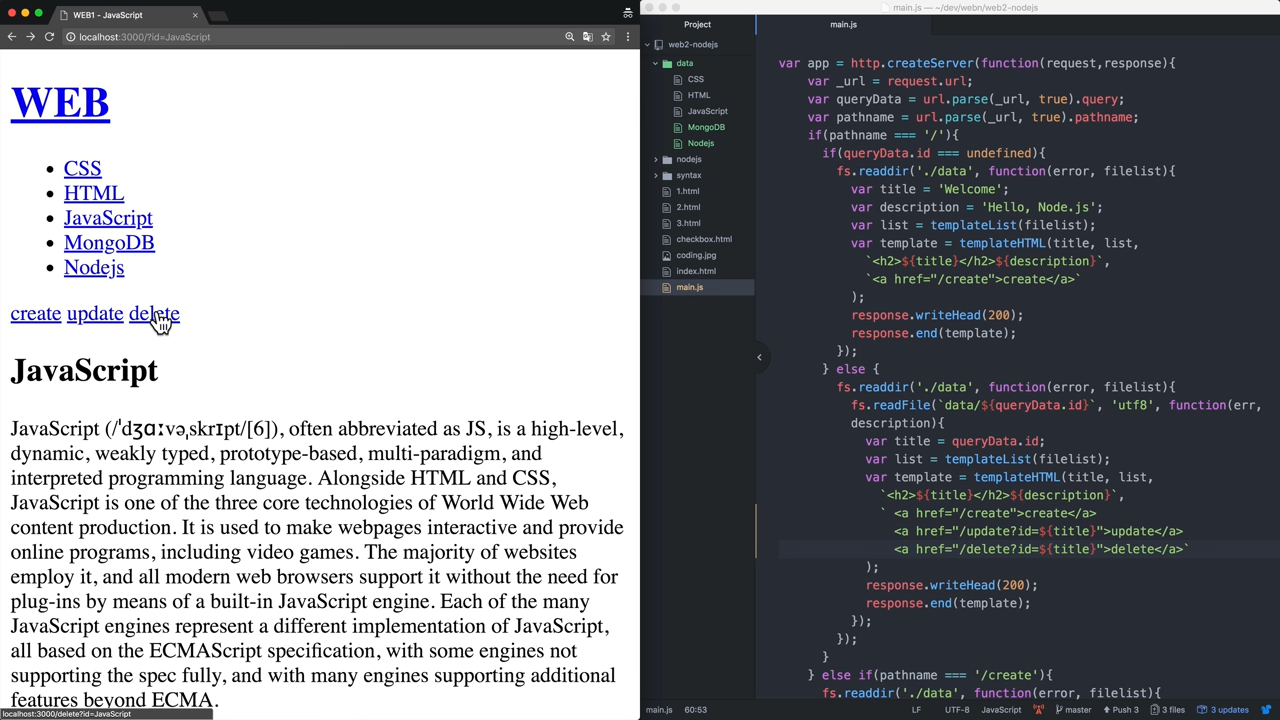 WEB1 - JavaScript
localhost:3000/?id=JavaScript
WEB
CSS
HTML
JavaScript
MongoDB
Nodejs
create update delete
JavaScript
JavaScript (/ˈdʒɑːvəˌskrɪpt/[6]), often abbreviated as JS, is a high-level,
dynamic, weakly typed, prototype-based, multi-paradigm, and
interpreted programming language. Alongside HTML and CSS,
JavaScript is one of the three core technologies of World Wide Web
content production. It is used to make webpages interactive and provide
online programs, including video games. The majority of websites
employ it, and all modern web browsers support it without the need for
plug-ins by means of a built-in JavaScript engine. Each of the many
JavaScript engines represent a different implementation of JavaScript,
all based on the ECMAScript specification, with some engines not
supporting the spec fully, and with many engines supporting additional
features beyond ECMA.
localhost:3000/delete?id=JavaScript
main.js — ~/dev/webn/web2-nodejs
Project
web2-nodejs
data
CSS
HTML
JavaScript
MongoDB
Nodejs
nodejs
syntax
1.html
2.html
3.html
checkbox.html
coding.jpg
index.html
main.js
main.js
var app = http.createServer(function(request,response){
var _url = request.url;
var queryData = url.parse(_url, true).query;
var pathname = url.parse(_url, true).pathname;
if(pathname === '/'){
if(queryData.id === undefined){
fs.readdir('./data', function(error, filelist){
var title = 'Welcome';
var description = 'Hello, Node.js';
var list = templateList(filelist);
var template = templateHTML(title, list,
`<h2>${title}</h2>${description}`,
`<a href="/create">create</a>`
);
response.writeHead(200);
response.end(template);
});
} else {
fs.readdir('./data', function(error, filelist){
fs.readFile(`data/${queryData.id}`, 'utf8', function(err,
description){
var title = queryData.id;
var list = templateList(filelist);
var template = templateHTML(title, list,
`<h2>${title}</h2>${description}`,
` <a href="/create">create</a>
<a href="/update?id=${title}">update</a>
<a href="/delete?id=${title}">delete</a>`
);
response.writeHead(200);
response.end(template);
});
});
}
} else if(pathname === '/create'){
fs.readdir('./data', function(error, filelist){
main.js 60:53 LF UTF-8 JavaScript master Push 3 3 files 3 updates